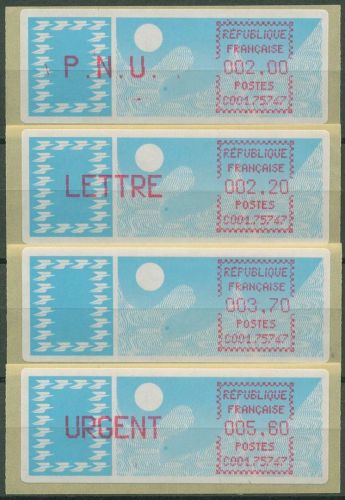 P.N.U.
RÉPUBLIQUE
FRANÇAISE
002,00
POSTES
C001.75747
LETTRE
RÉPUBLIQUE
FRANÇAISE
002,20
POSTES
C001.75747
RÉPUBLIQUE
FRANÇAISE
003,70
POSTES
C001.75747
URGENT
RÉPUBLIQUE
FRANÇAISE
005,60
POSTES
C001.75747